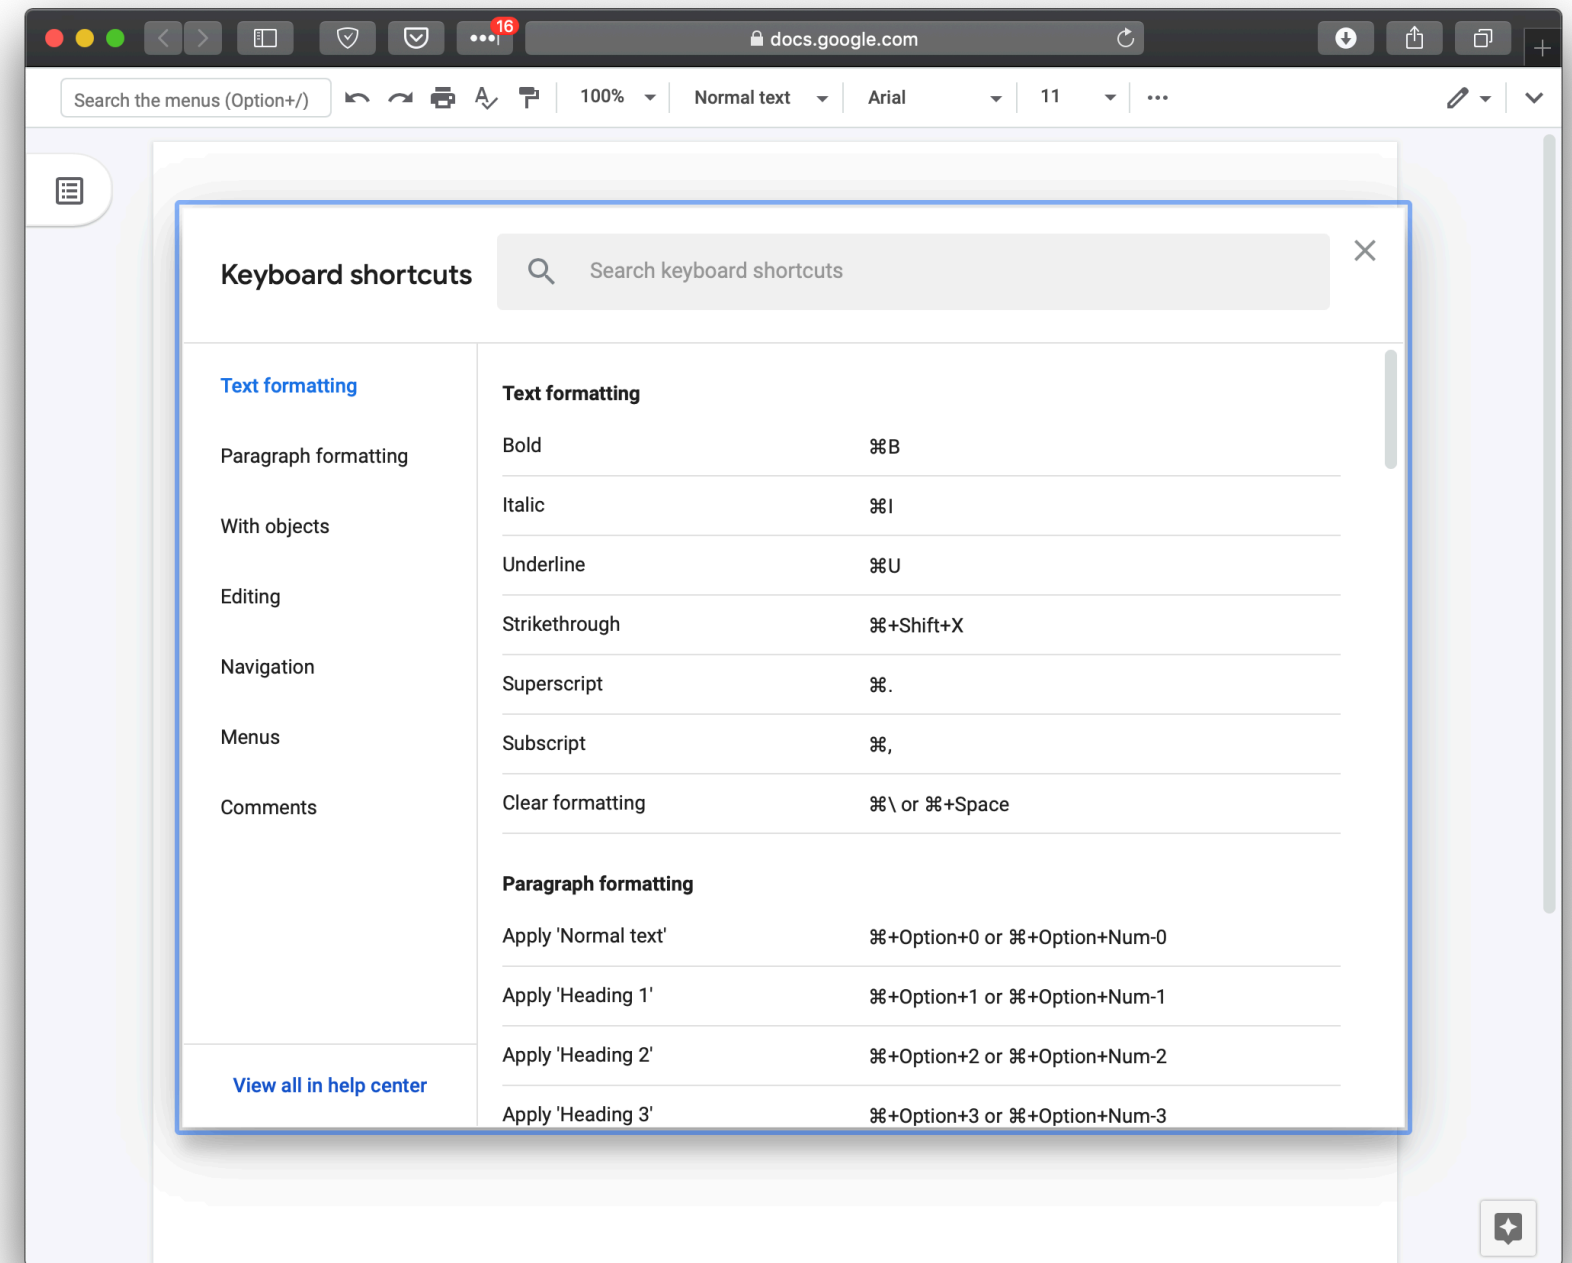 16
docs.google.com
Search the menus (Option+/)
100%
Normal text
Arial
11
Keyboard shortcuts
Search keyboard shortcuts
Text formatting
Paragraph formatting
With objects
Editing
Navigation
Menus
Comments
View all in help center
Text formatting
Bold ⌘B
Italic ⌘I
Underline ⌘U
Strikethrough ⌘+Shift+X
Superscript ⌘.
Subscript ⌘,
Clear formatting ⌘\ or ⌘+Space
Paragraph formatting
Apply 'Normal text' ⌘+Option+0 or ⌘+Option+Num-0
Apply 'Heading 1' ⌘+Option+1 or ⌘+Option+Num-1
Apply 'Heading 2' ⌘+Option+2 or ⌘+Option+Num-2
Apply 'Heading 3' ⌘+Option+3 or ⌘+Option+Num-3